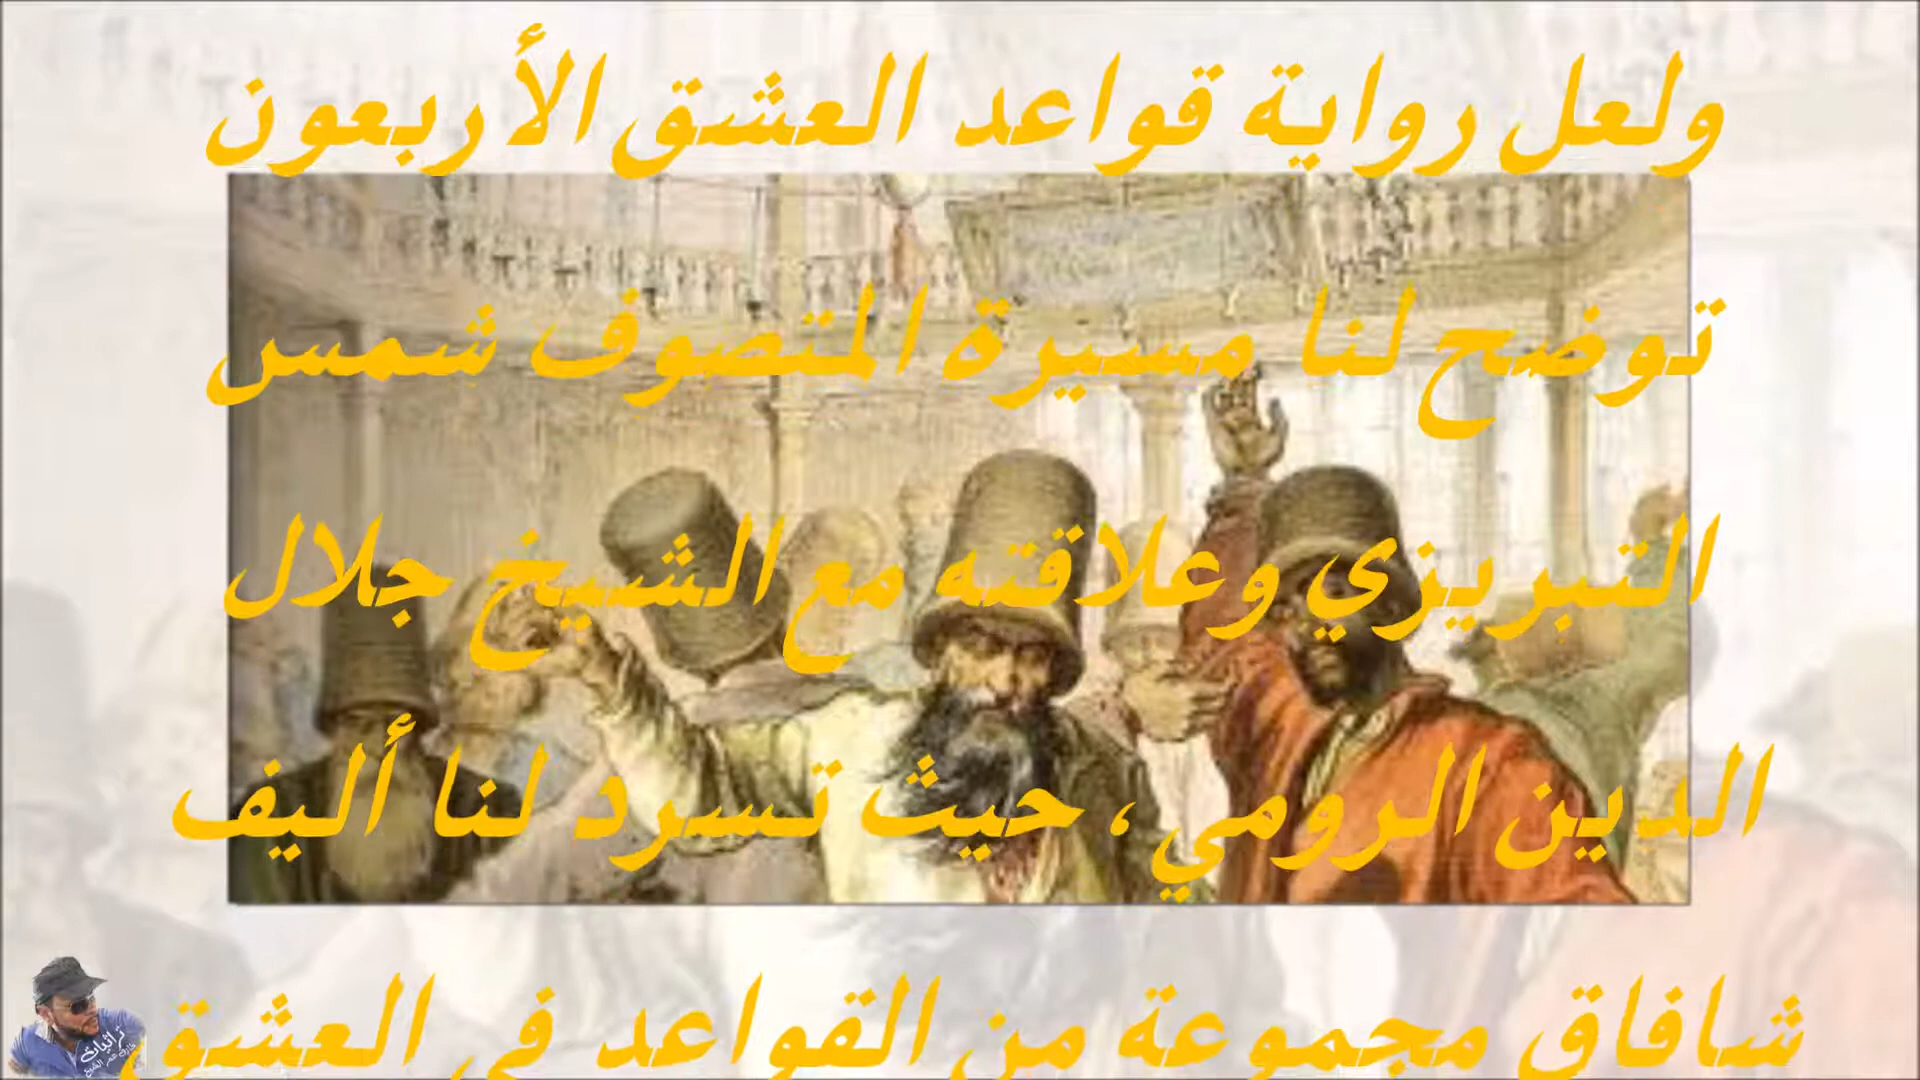 ولعل رواية قواعد العشق الأربعون
توضح لنا مسيرة المتصوف شمس
التبريزي وعلاقته مع الشيخ جلال
الدين الرومي، حيث تسرد لنا أليف
شافاق مجموعة من القواعد في العشق
تراثيات